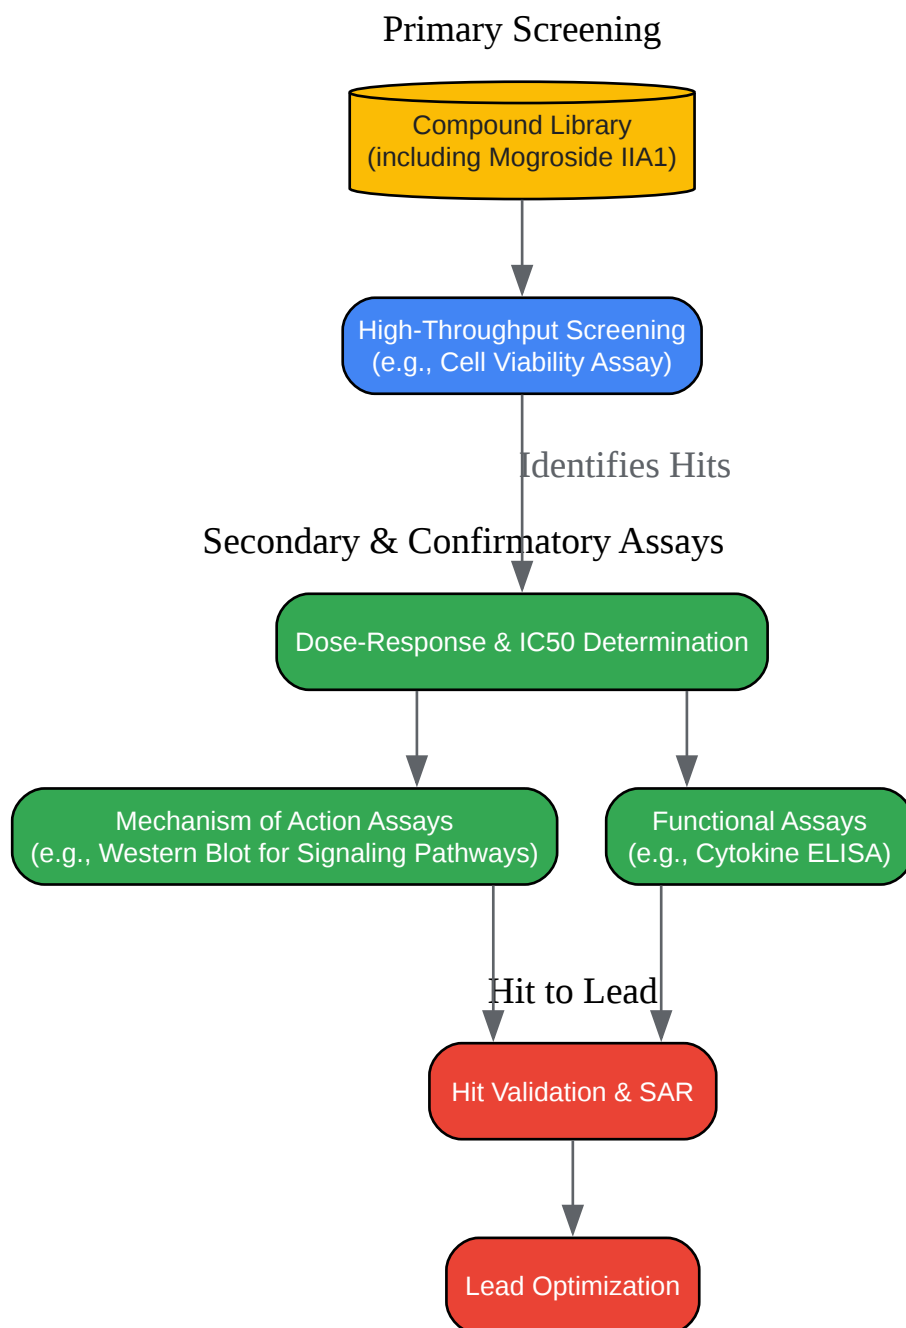 Primary Screening
Compound Library
(including Mogroside IIA1)
High-Throughput Screening
(e.g., Cell Viability Assay)
Identifies Hits
Secondary & Confirmatory Assays
Dose-Response & IC50 Determination
Mechanism of Action Assays
(e.g., Western Blot for Signaling Pathways)
Functional Assays
(e.g., Cytokine ELISA)
Hit to Lead
Hit Validation & SAR
Lead Optimization